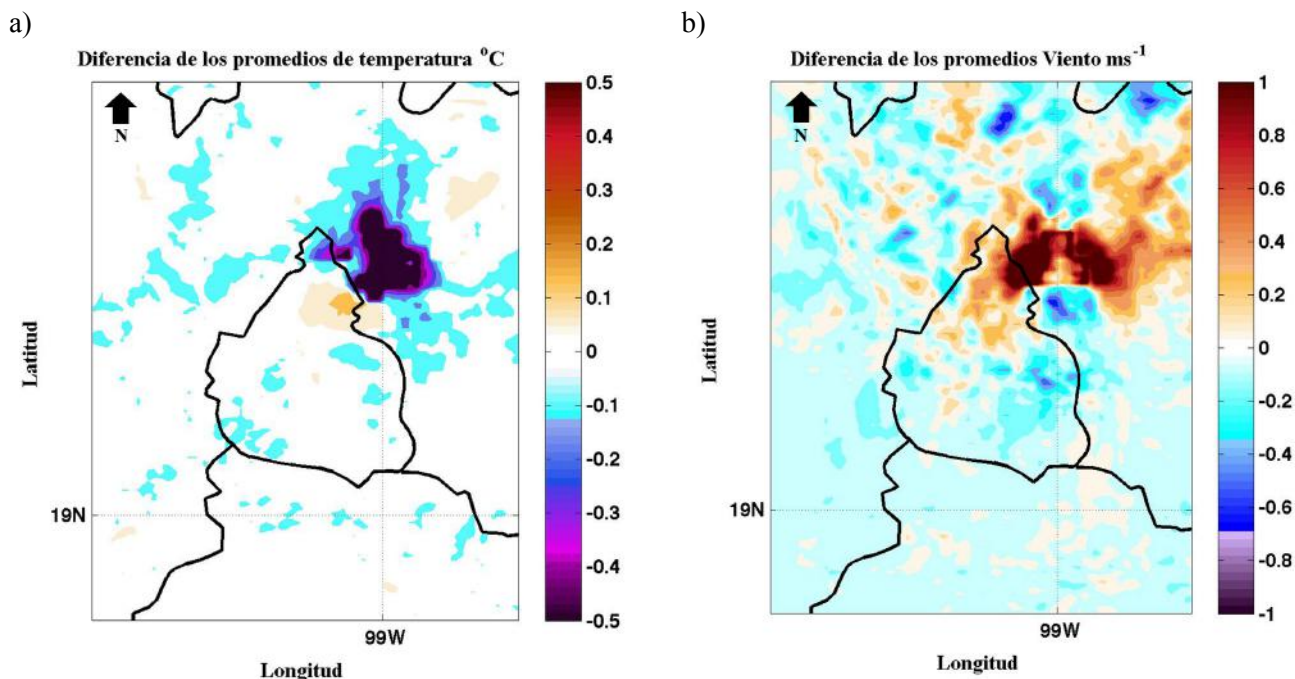 a)
Diferencia de los promedios de temperatura °C
N
0.5
0.4
0.3
0.2
0.1
0
-0.1
-0.2
-0.3
-0.4
-0.5
Latitud
19N
99W
Longitud
b)
Diferencia de los promedios Viento ms⁻¹
N
1
0.8
0.6
0.4
0.2
0
-0.2
-0.4
-0.6
-0.8
-1
Latitud
19N
99W
Longitud